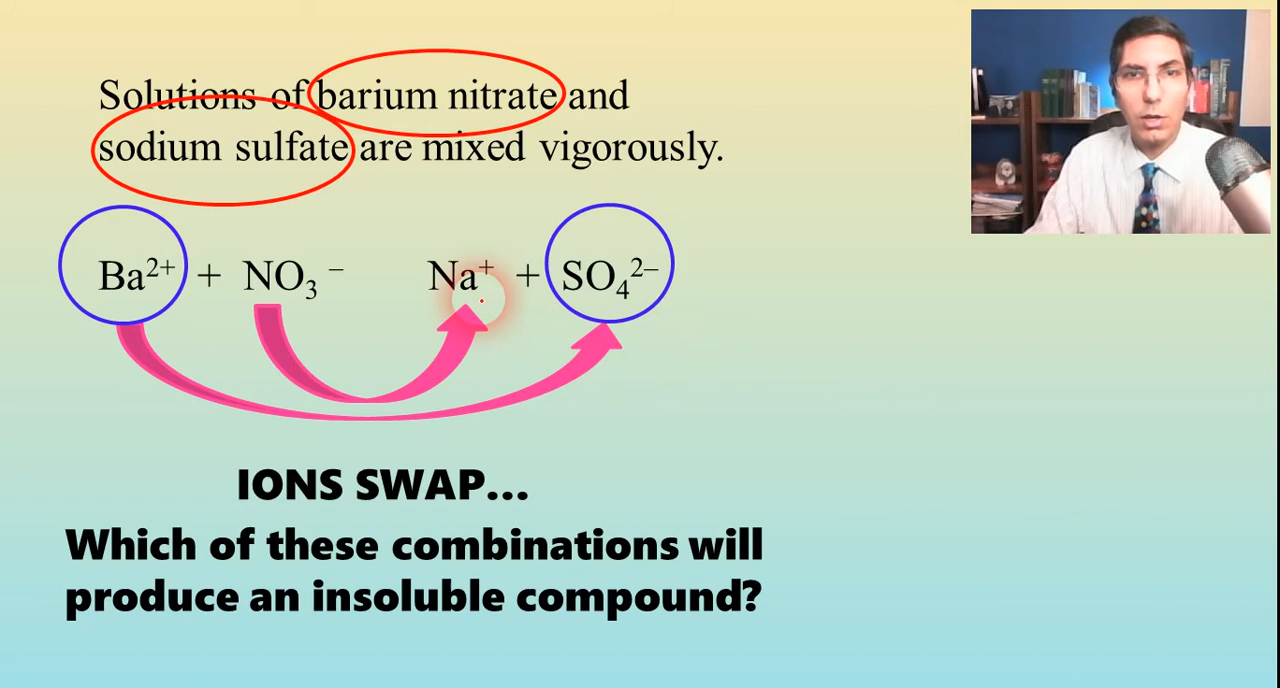 Solutions of barium nitrate and
sodium sulfate are mixed vigorously.
Ba²⁺ + NO₃⁻ Na⁺ + SO₄²⁻
IONS SWAP...
Which of these combinations will
produce an insoluble compound?